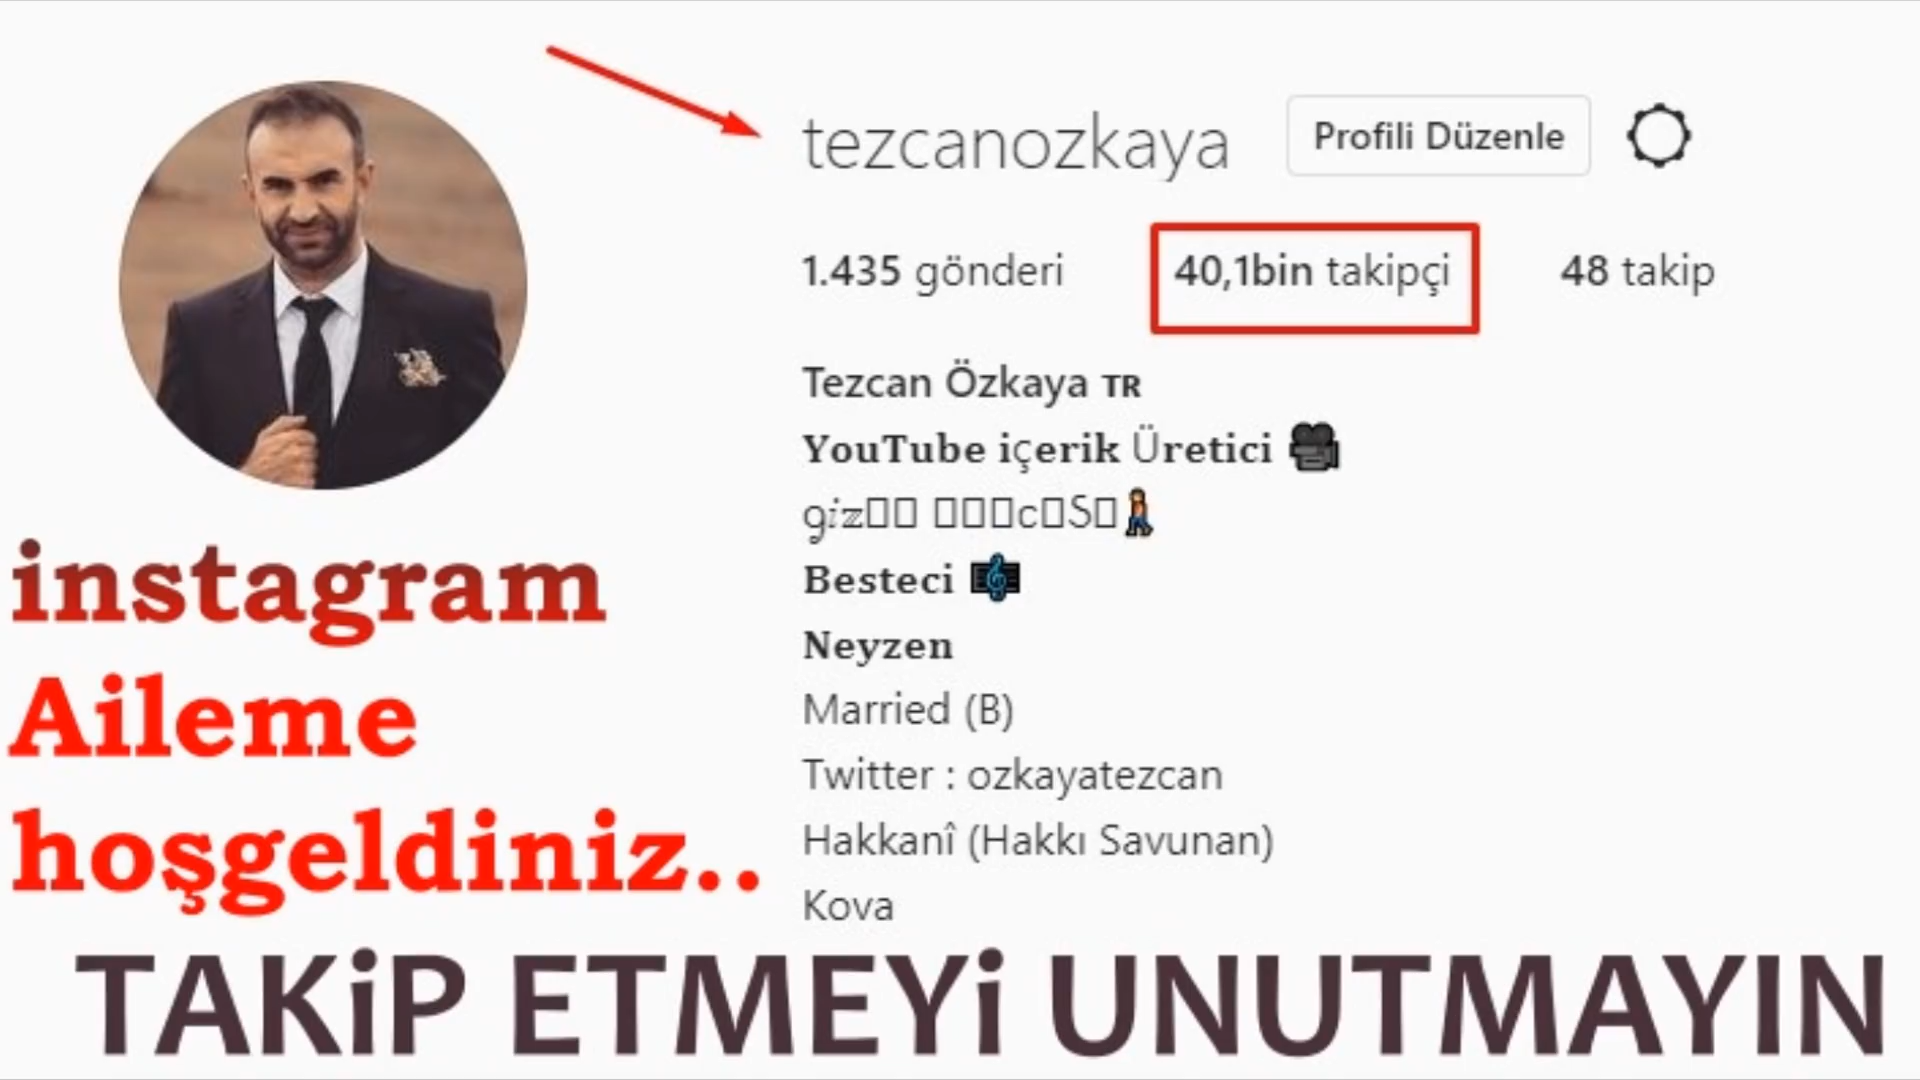 tezcanozkaya Profili Düzenle
1.435 gönderi 40,1bin takipçi 48 takip
Tezcan Özkaya TR
YouTube içerik Üretici
Besteci
Neyzen
Married (B)
Twitter : ozkayatezcan
Hakkanî (Hakkı Savunan)
Kova
instagram
Aileme
hoşgeldiniz..
TAKiP ETMEYi UNUTMAYIN